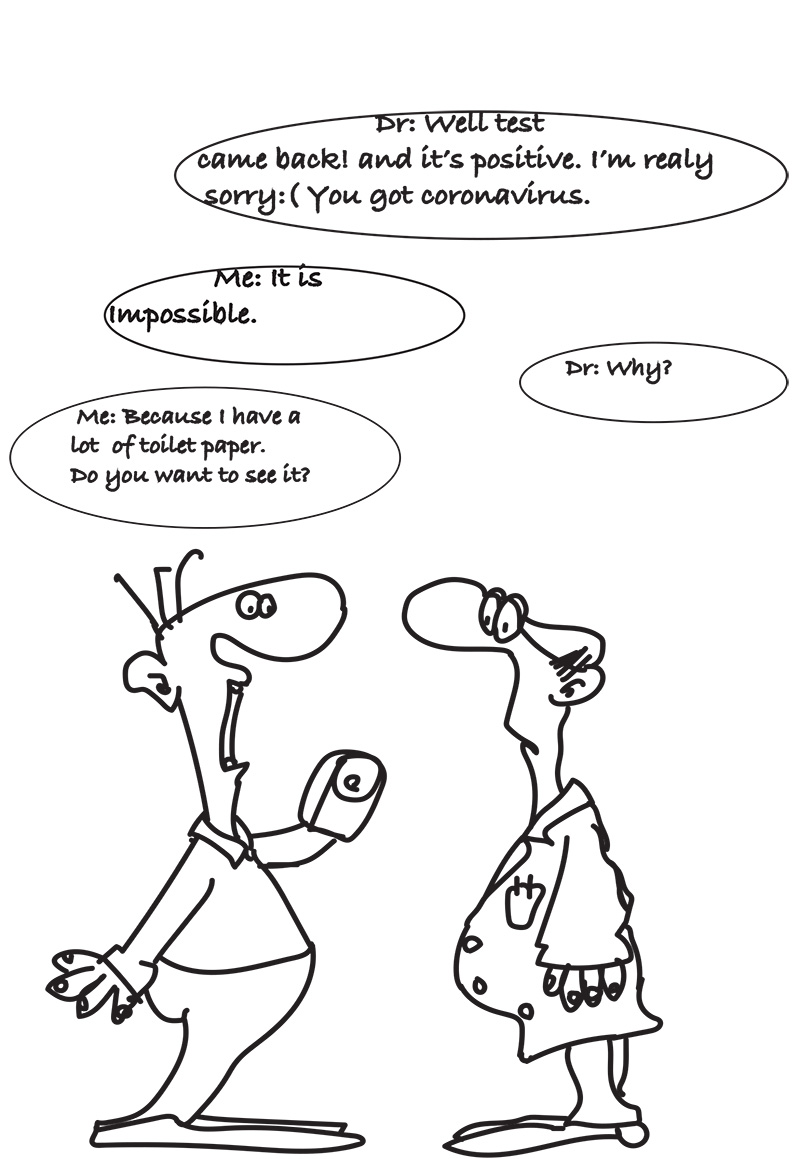 Dr: Well test
came back! and it's positive. I'm realy
sorry:( You got coronavirus.
Me: It is
Impossible.
Dr: Why?
Me: Because I have a
lot of toilet paper.
Do you want to see it?